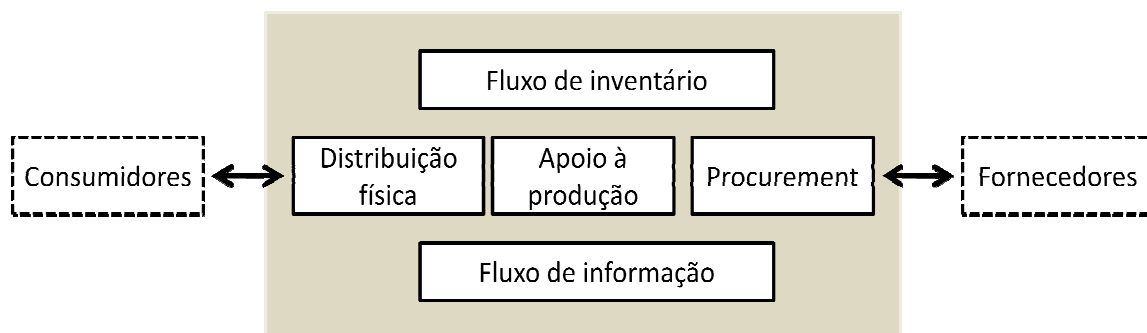 Fluxo de inventário
Consumidores
Distribuição
física
Apoio à
produção
Procurement
Fornecedores
Fluxo de informação